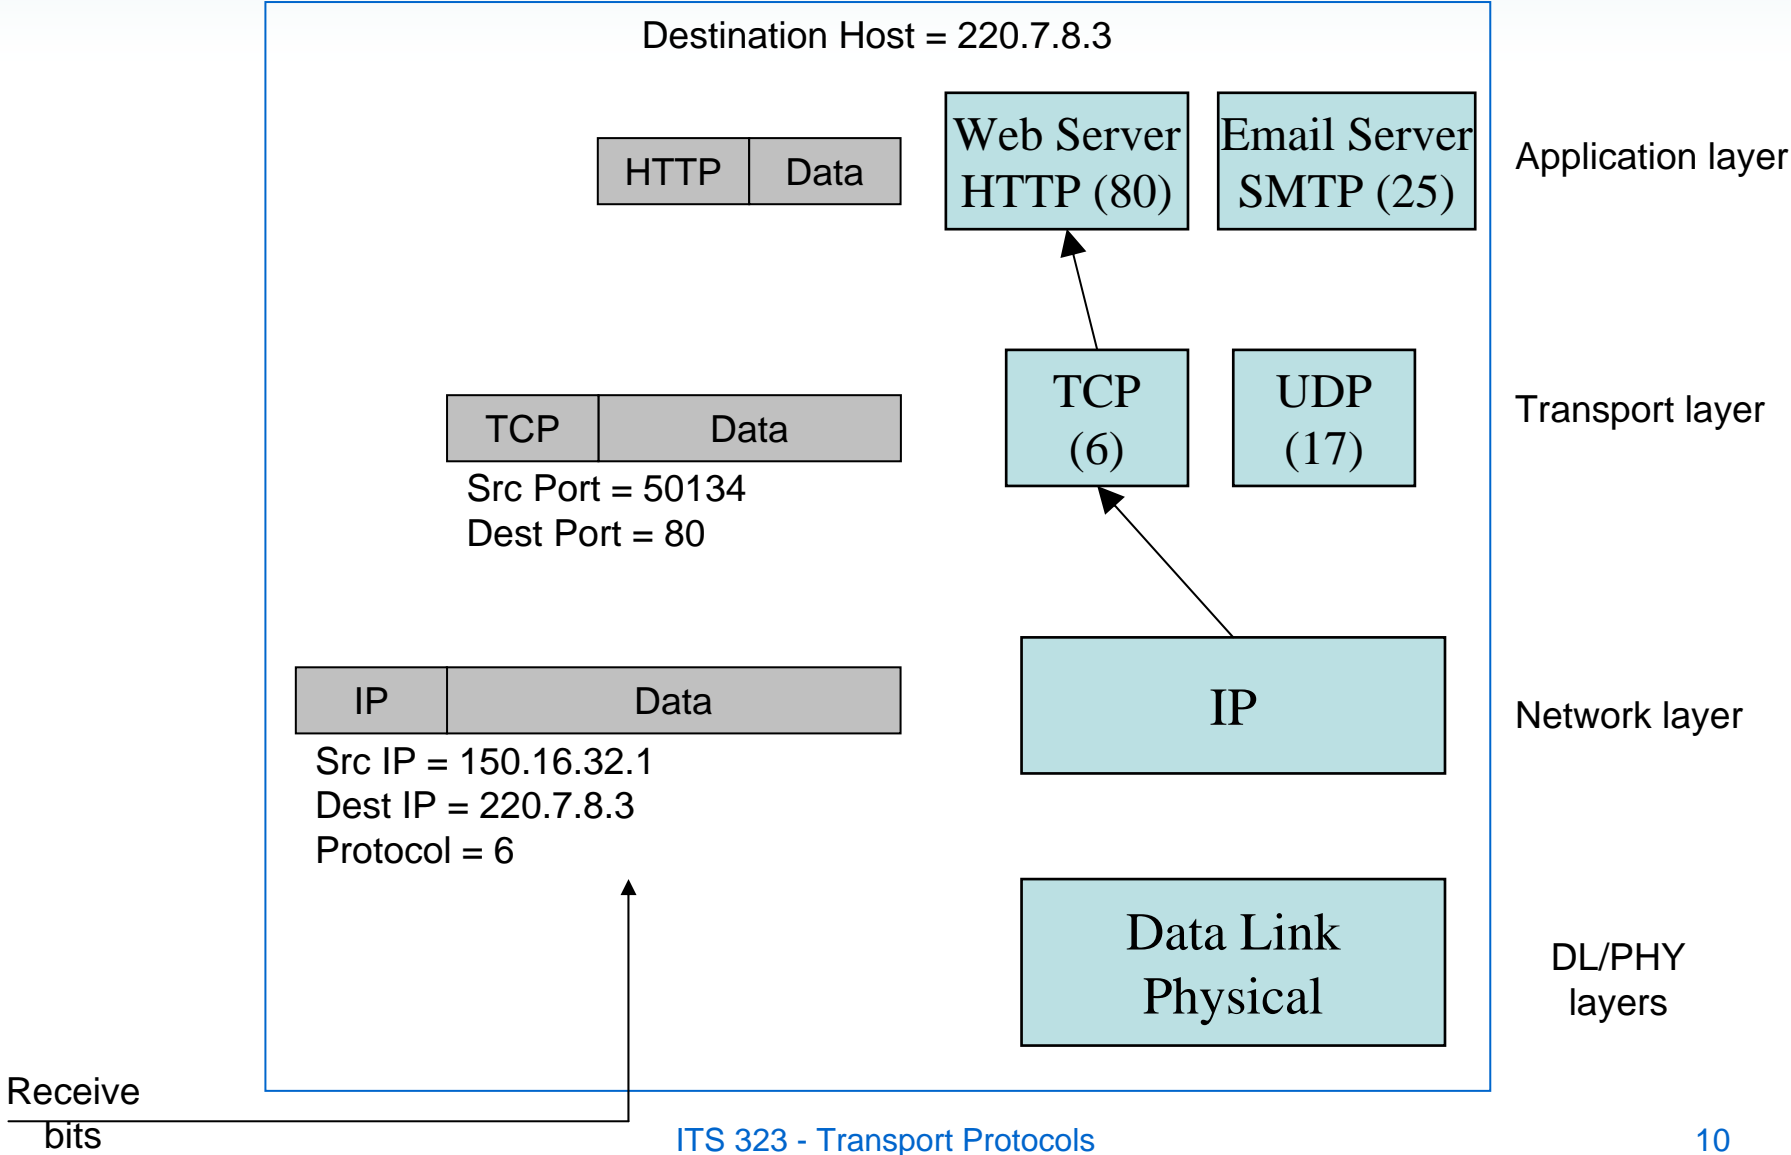 Destination Host = 220.7.8.3
HTTP
Data
Web Server
HTTP (80)
Email Server
SMTP (25)
Application layer
TCP
Data
Src Port = 50134
Dest Port = 80
TCP
(6)
UDP
(17)
Transport layer
IP
Data
Src IP = 150.16.32.1
Dest IP = 220.7.8.3
Protocol = 6
IP
Network layer
Data Link
Physical
DL/PHY
layers
Receive
bits
ITS 323 - Transport Protocols
10